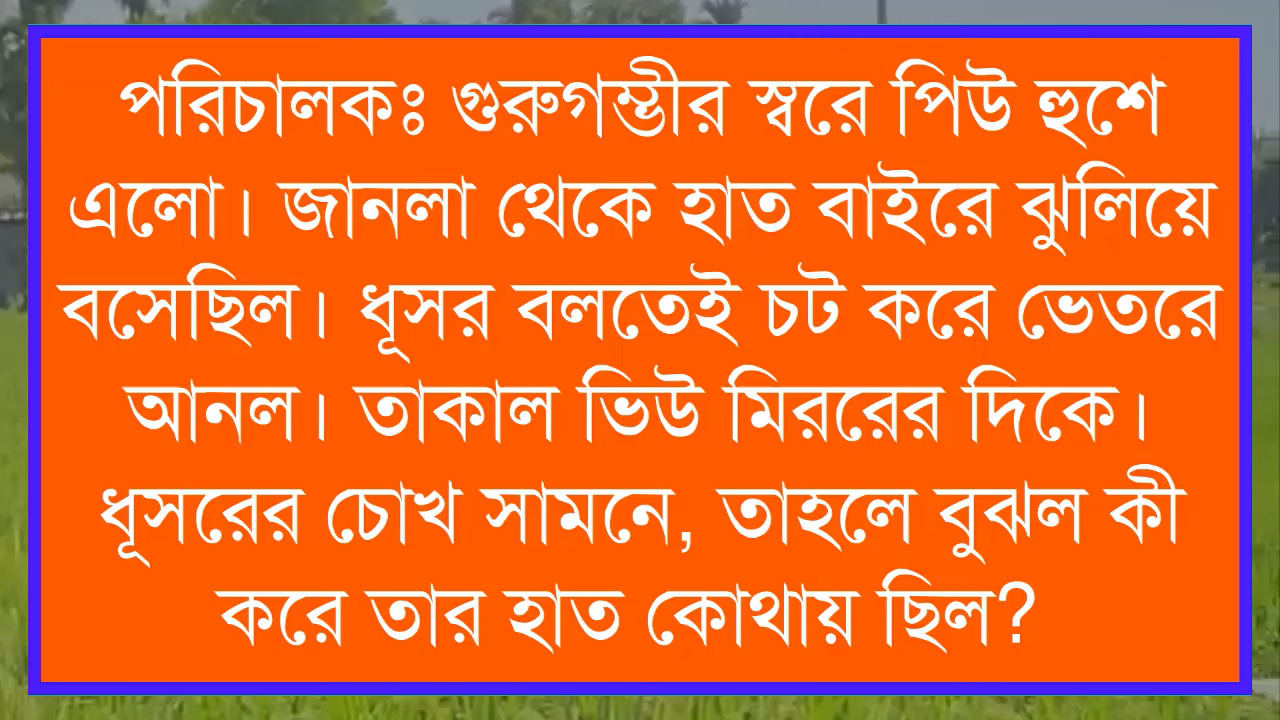 পরিচালকঃ গুরুগম্ভীর স্বরে পিউ হুশে
এলো। জানলা থেকে হাত বাইরে ঝুলিয়ে
বসেছিল। ধূসর বলতেই চট করে ভেতরে
আনল। তাকাল ভিউ মিররের দিকে।
ধূসরের চোখ সামনে, তাহলে বুঝল কী
করে তার হাত কোথায় ছিল?